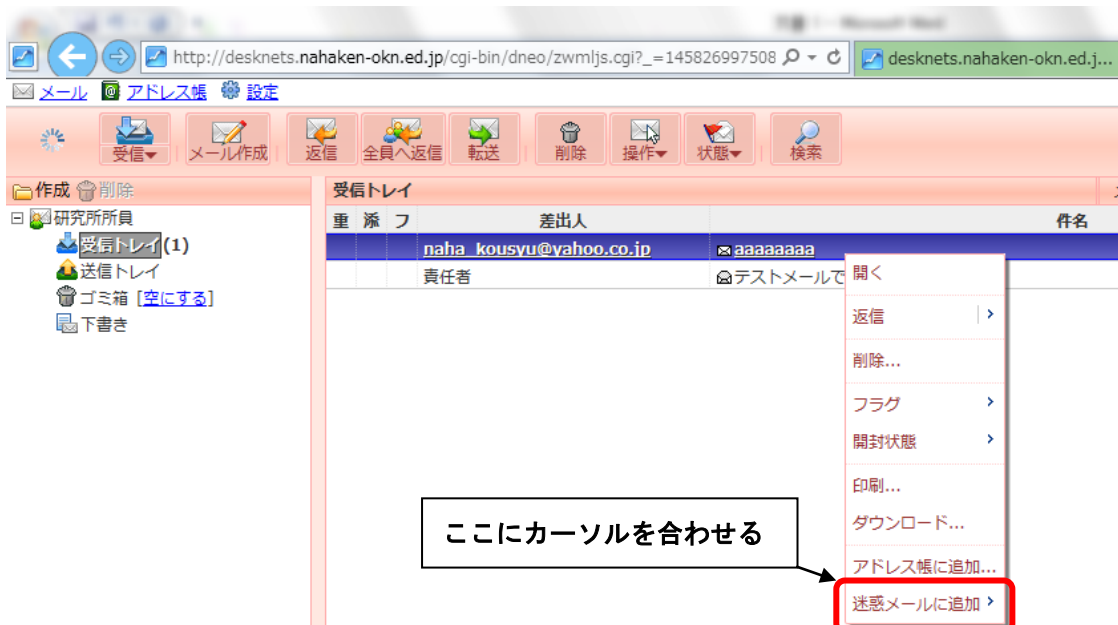 http://desknets.nahaken-okn.ed.jp/cgi-bin/dneo/zwmljs.cgi?_=145826997508
desknets.nahaken-okn.ed.j...
メール アドレス帳 設定
受信▼ メール作成 返信 全員へ返信 転送 削除 操作▼ 状態▼ 検索
作成 削除
受信トレイ
研究所所員
受信トレイ(1)
送信トレイ
ゴミ箱 [空にする]
下書き
重 添 フ 差出人 件名
naha_kousyu@yahoo.co.jp aaaaaaaa
責任者 テストメールで
開く
返信
削除...
フラグ
開封状態
印刷...
ダウンロード...
アドレス帳に追加...
迷惑メールに追加
ここにカーソルを合わせる